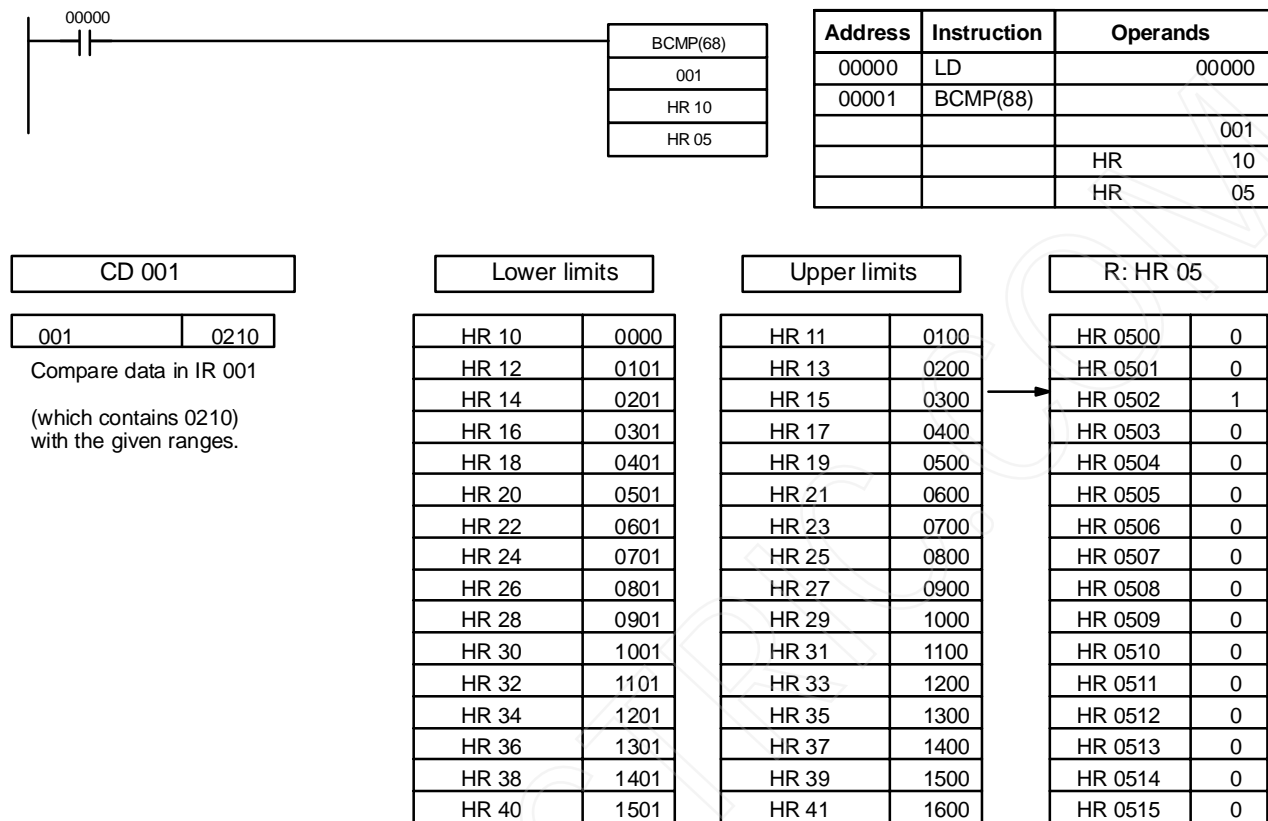 00000
BCMP(68)
001
HR 10
HR 05
Address Instruction Operands
00000 LD 00000
00001 BCMP(88)
001
HR 10
HR 05
CD 001 Lower limits Upper limits R: HR 05
001 0210 HR 10 0000 HR 11 0100 HR 0500 0
Compare data in IR 001 HR 12 0101 HR 13 0200 HR 0501 0
HR 14 0201 HR 15 0300 HR 0502 1
(which contains 0210) HR 16 0301 HR 17 0400 HR 0503 0
with the given ranges. HR 18 0401 HR 19 0500 HR 0504 0
HR 20 0501 HR 21 0600 HR 0505 0
HR 22 0601 HR 23 0700 HR 0506 0
HR 24 0701 HR 25 0800 HR 0507 0
HR 26 0801 HR 27 0900 HR 0508 0
HR 28 0901 HR 29 1000 HR 0509 0
HR 30 1001 HR 31 1100 HR 0510 0
HR 32 1101 HR 33 1200 HR 0511 0
HR 34 1201 HR 35 1300 HR 0512 0
HR 36 1301 HR 37 1400 HR 0513 0
HR 38 1401 HR 39 1500 HR 0514 0
HR 40 1501 HR 41 1600 HR 0515 0
CTRIC.COM